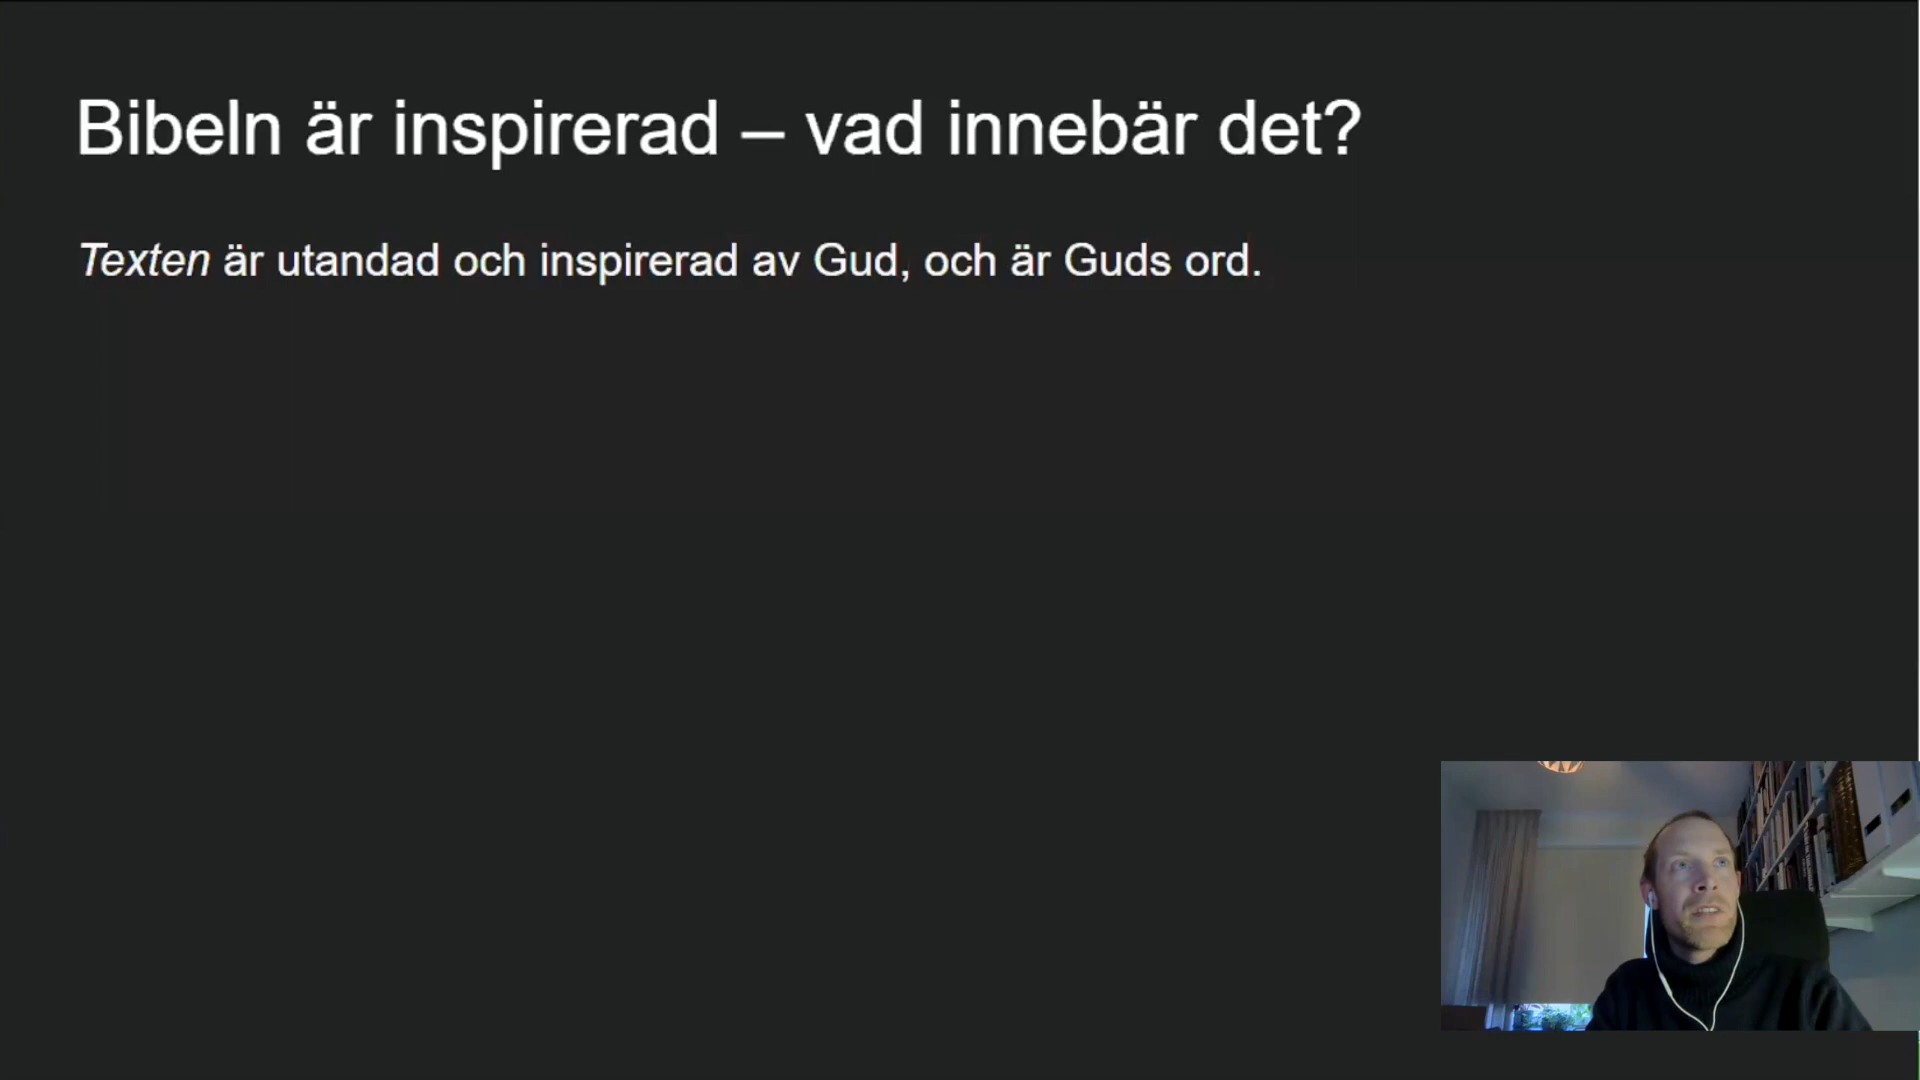 Bibeln är inspirerad – vad innebär det?
Texten är utandad och inspirerad av Gud, och är Guds ord.